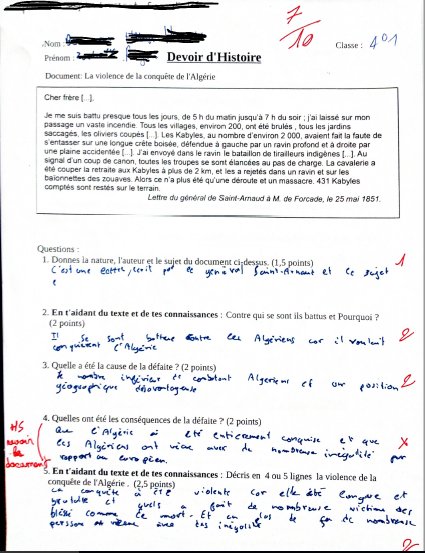 7
/10
Nom :
Prénom :
Classe : 4 01
Devoir d'Histoire
Document: La violence de la conquête de l'Algérie
Cher frère [...].
Je me suis battu presque tous les jours, de 5 h du matin jusqu'à 7 h du soir ; j'ai laissé sur mon
passage un vaste incendie. Tous les villages, environ 200, ont été brulés , tous les jardins
saccagés, les oliviers coupés [...]. Les Kabyles, au nombre d'environ 2 000, avaient fait la faute de
s'entasser sur une longue crête boisée, défendue à gauche par un ravin profond et à droite par
une plaine accidentée [...]. J'ai envoyé dans le ravin le bataillon de tirailleurs indigènes [...]. Au
signal d'un coup de canon, toutes les troupes se sont élancées au pas de charge. La cavalerie a
été couper la retraite aux Kabyles à plus de 2 km, et les a rejetés dans un ravin et sur les
baïonnettes des zouaves. Alors ce n'a plus été qu'une déroute et un massacre. 431 Kabyles
comptés sont restés sur le terrain.
Lettre du général de Saint-Arnaud à M. de Forcade, le 25 mai 1851.
Questions :
1. Donnes la nature, l'auteur et le sujet du document ci-dessus. (1,5 points)
C'est une par le général Saint-Arnaut et ce sujet
1
2. En t'aidant du texte et de tes connaissances : Contre qui se sont ils battus et Pourquoi ?
(2 points)
Il se sont battus contre les Algériens car il voulait
conquérir l'Algérie
2
3. Quelle a été la cause de la défaite ? (2 points)
le nombre inférieure de combatant Algeriens et une position
géographique désavantageuse
2
4. Quelles ont été les conséquences de la défaite ? (2 points)
Que l'Algérie a été entièrement conquise et que
les Algériens ont vécu avec de nombreuse inégalité par
rapport au européen.
HS
revoir
le
document
5. En t'aidant du texte et de tes connaissances : Décris en 4 ou 5 lignes la violence de la
conquête de l'Algérie . (2,5 points)
La conquête a été violente car elle été longue et
brutale et a fait de nombreuse victime des
blessé comme de mort. Et en plus de ça de nombreuse
personne avec des inégalité
2